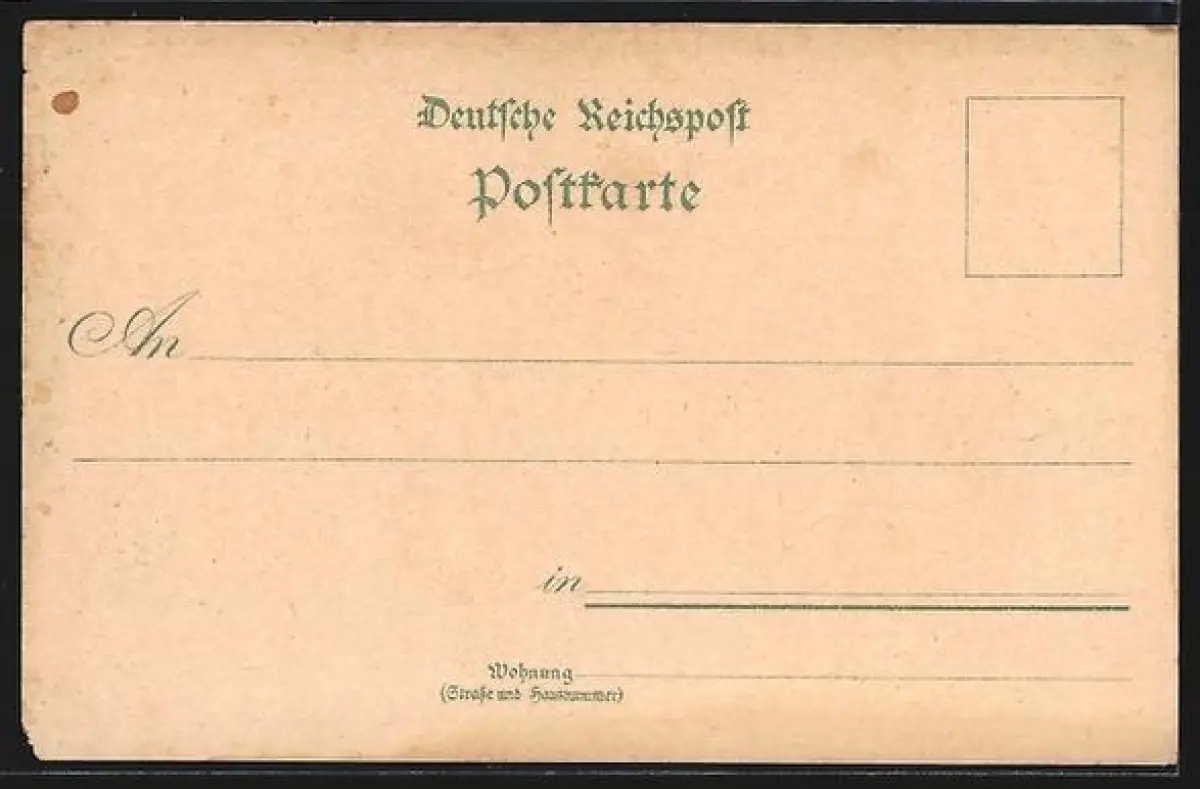 Deutsche Reichspost
Postkarte
An
in
Wohnung
(Straße und Hausnummer)